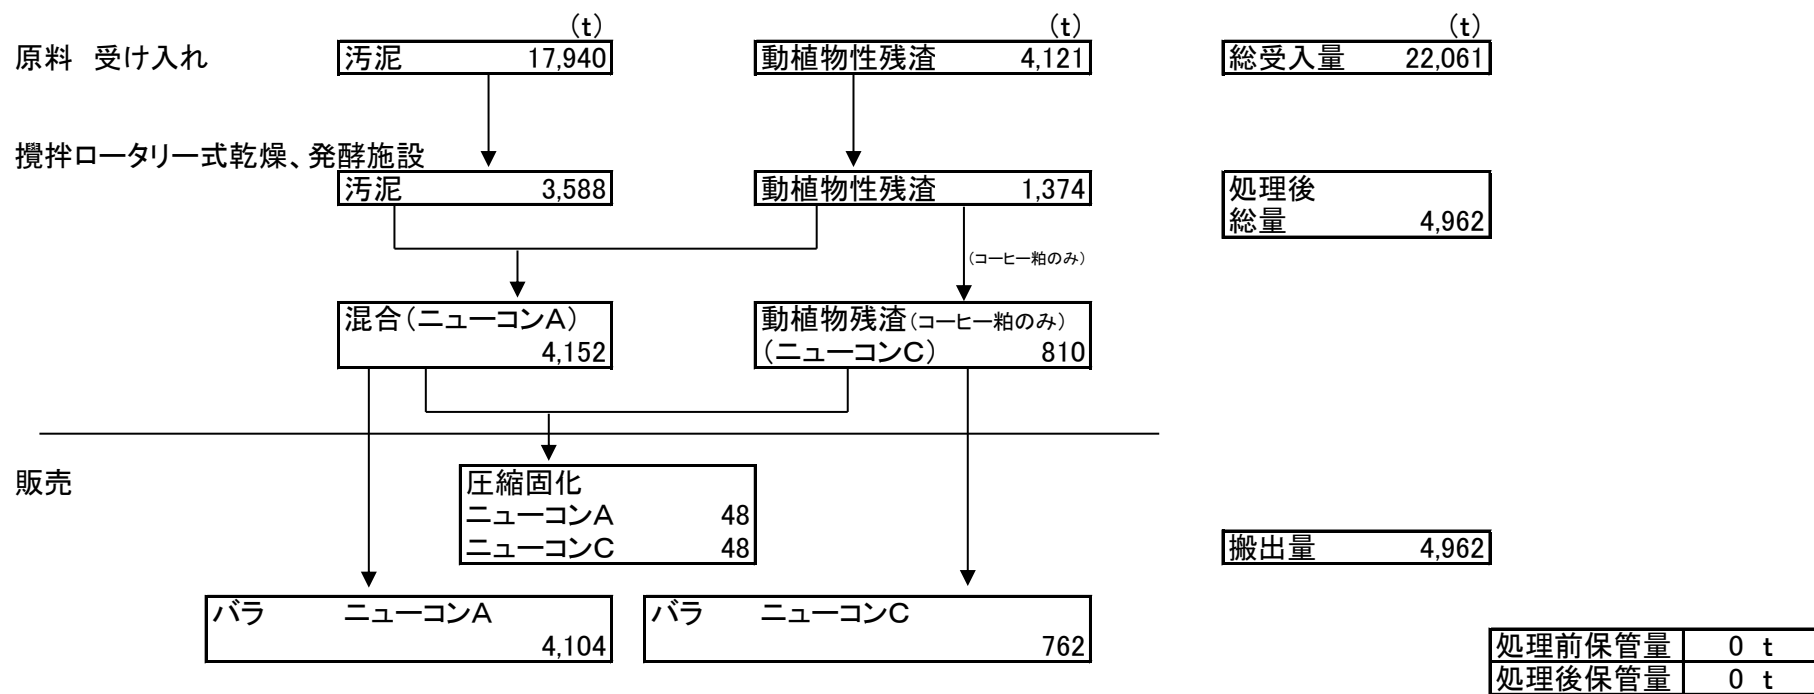 (t) (t) (t)
原料 受け入れ 汚泥 17,940 動植物性残渣 4,121 総受入量 22,061
攪拌ロータリー式乾燥、発酵施設
汚泥 3,588 動植物性残渣 1,374 処理後
総量 4,962
(コーヒー粕のみ)
混合(ニューコンA) 動植物残渣(コーヒー粕のみ)
4,152 (ニューコンC) 810
販売
圧縮固化
ニューコンA 48
ニューコンC 48 搬出量 4,962
バラ ニューコンA バラ ニューコンC
4,104 762
処理前保管量 0 t
処理後保管量 0 t